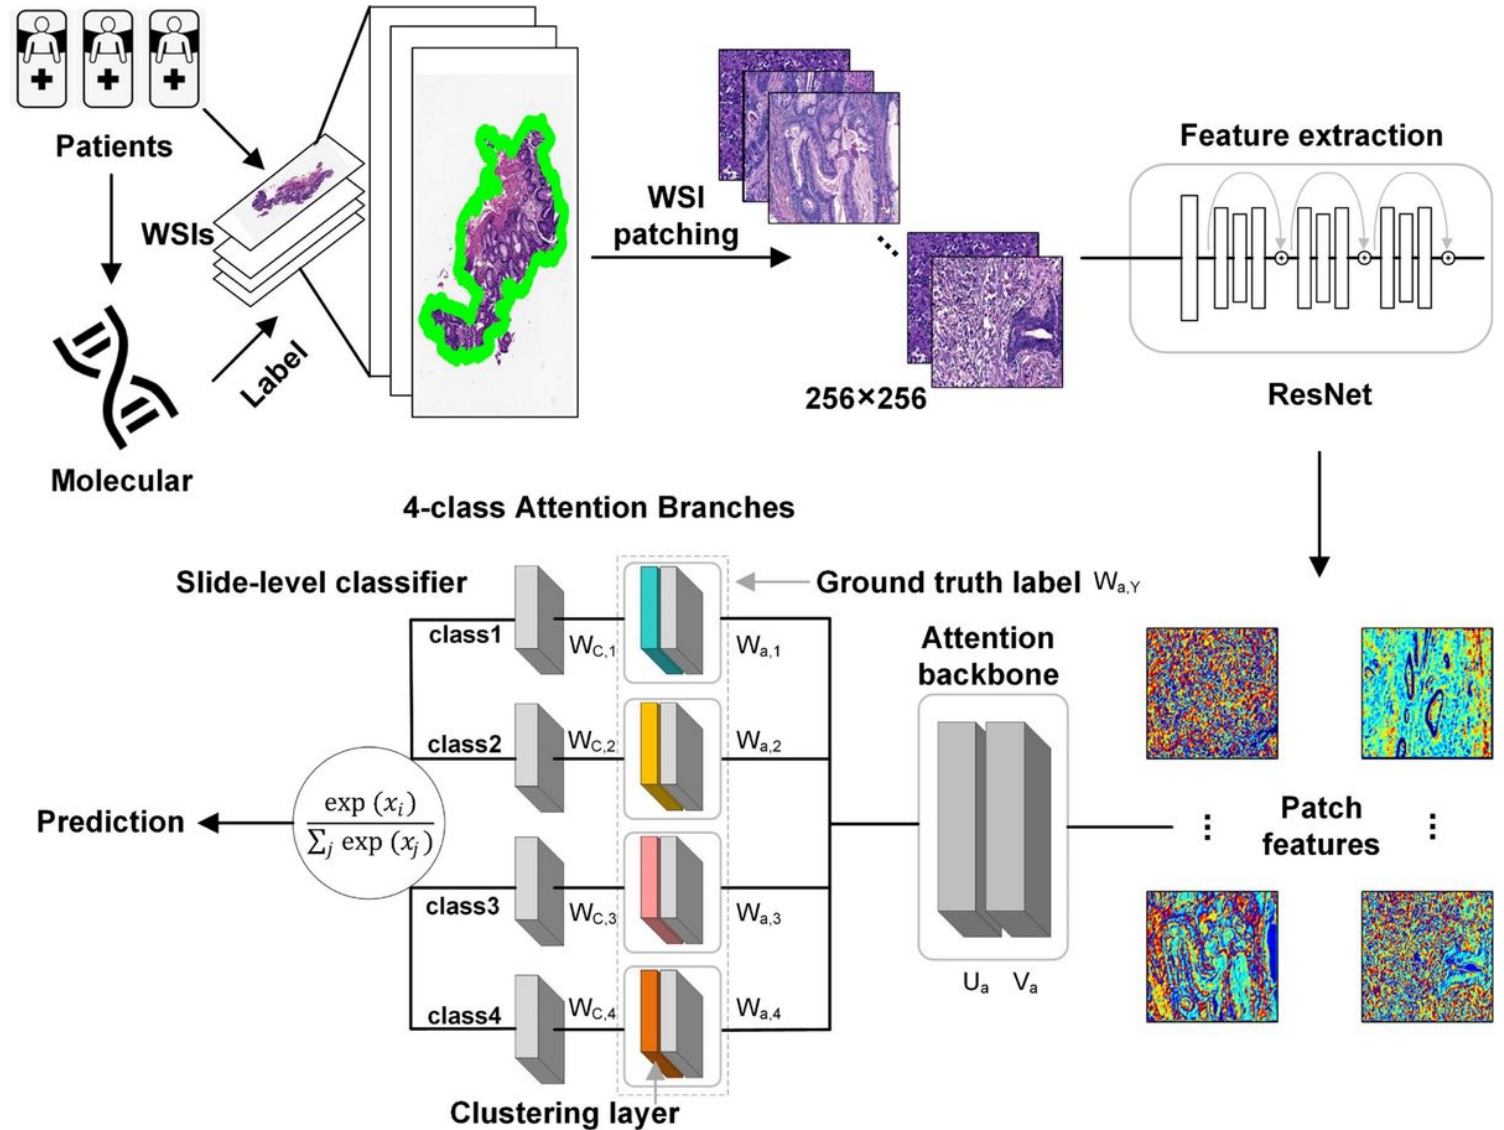 Patients
WSIs
Label
Molecular
WSI
patching
256×256
Feature extraction
ResNet
4-class Attention Branches
Slide-level classifier
Ground truth label W_{a,Y}
class1
W_{C,1}
W_{a,1}
Attention
backbone
class2
W_{C,2}
W_{a,2}
Prediction
exp (x_i)
∑_j exp (x_j)
Patch
features
class3
W_{C,3}
W_{a,3}
U_a V_a
class4
W_{C,4}
W_{a,4}
Clustering layer